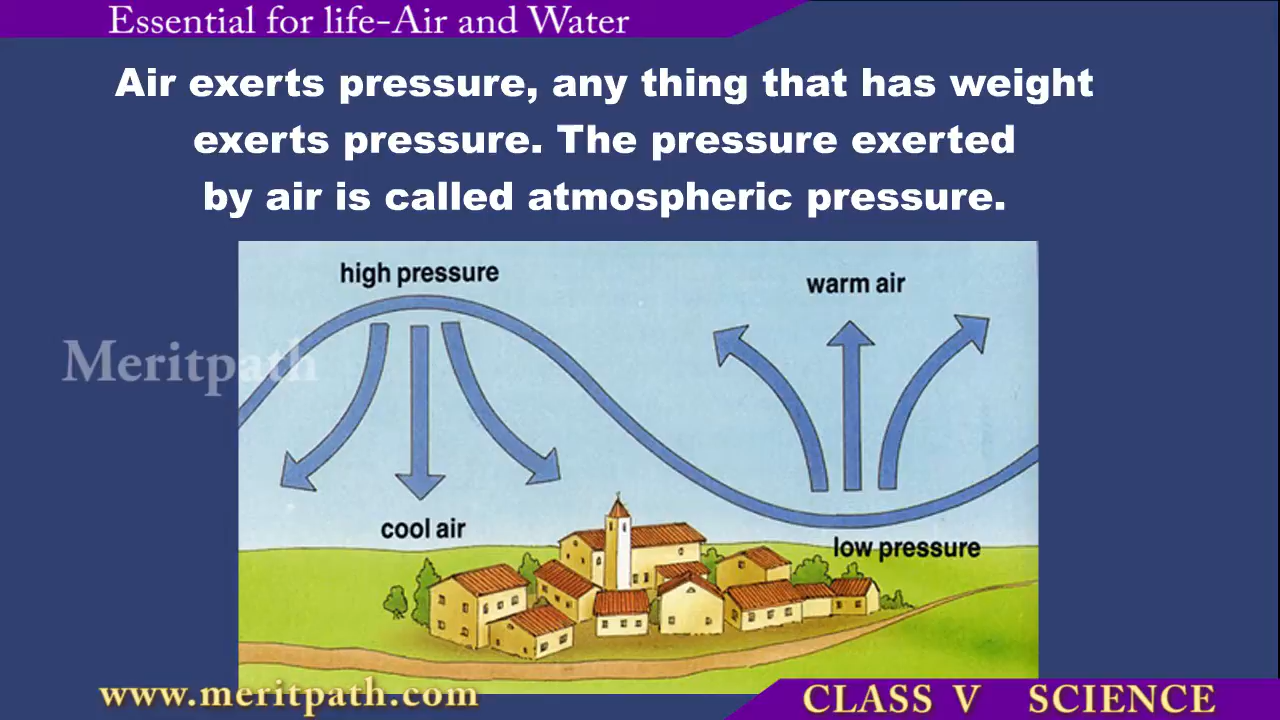 Essential for life-Air and Water
Air exerts pressure, any thing that has weight
exerts pressure. The pressure exerted
by air is called atmospheric pressure.
high pressure
warm air
Meritpath
cool air
low pressure
www.meritpath.com
CLASS V SCIENCE